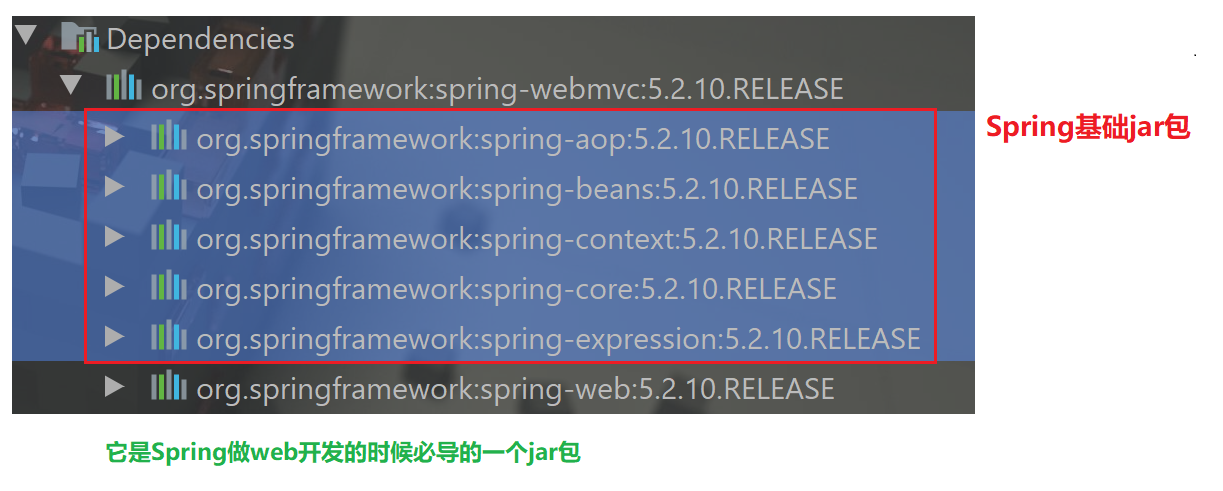 Dependencies
org.springframework:spring-webmvc:5.2.10.RELEASE
org.springframework:spring-aop:5.2.10.RELEASE
org.springframework:spring-beans:5.2.10.RELEASE
org.springframework:spring-context:5.2.10.RELEASE
org.springframework:spring-core:5.2.10.RELEASE
org.springframework:spring-expression:5.2.10.RELEASE
org.springframework:spring-web:5.2.10.RELEASE
Spring基础jar包
它是Spring做web开发的时候必导的一个jar包